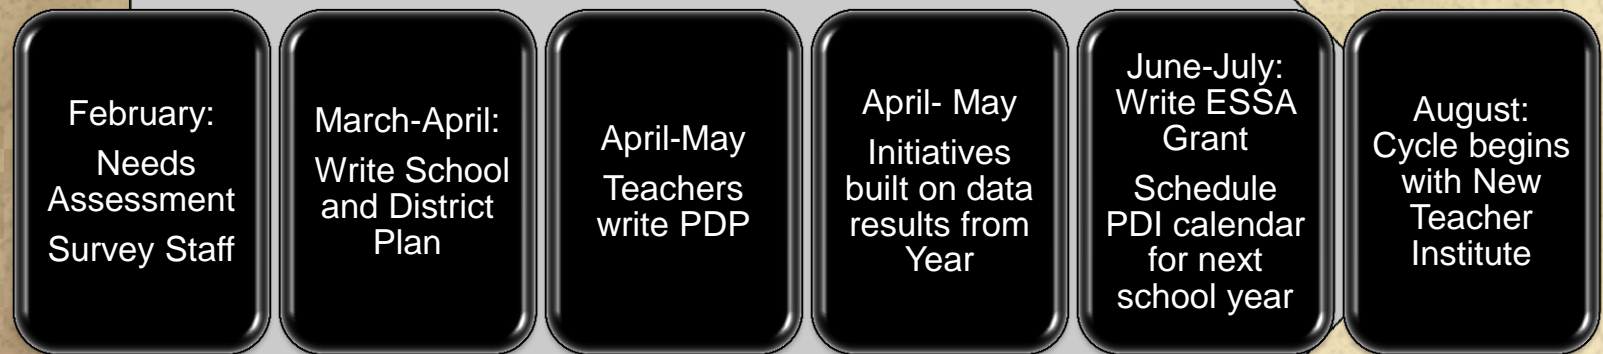 February:
Needs
Assessment
Survey Staff
March-April:
Write School
and District
Plan
April-May
Teachers
write PDP
April- May
Initiatives
built on data
results from
Year
June-July:
Write ESSA
Grant
Schedule
PDI calendar
for next
school year
August:
Cycle begins
with New
Teacher
Institute